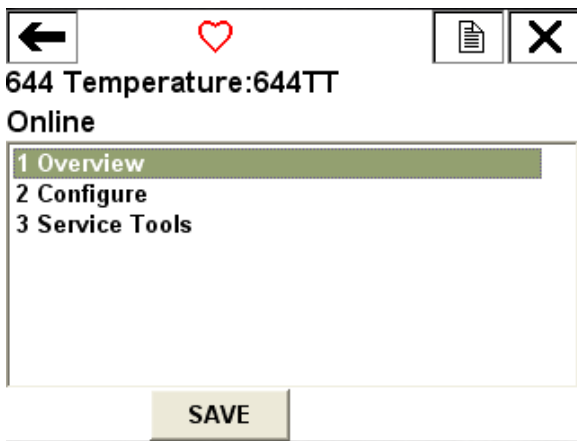 644 Temperature:644TT
Online
1 Overview
2 Configure
3 Service Tools
SAVE